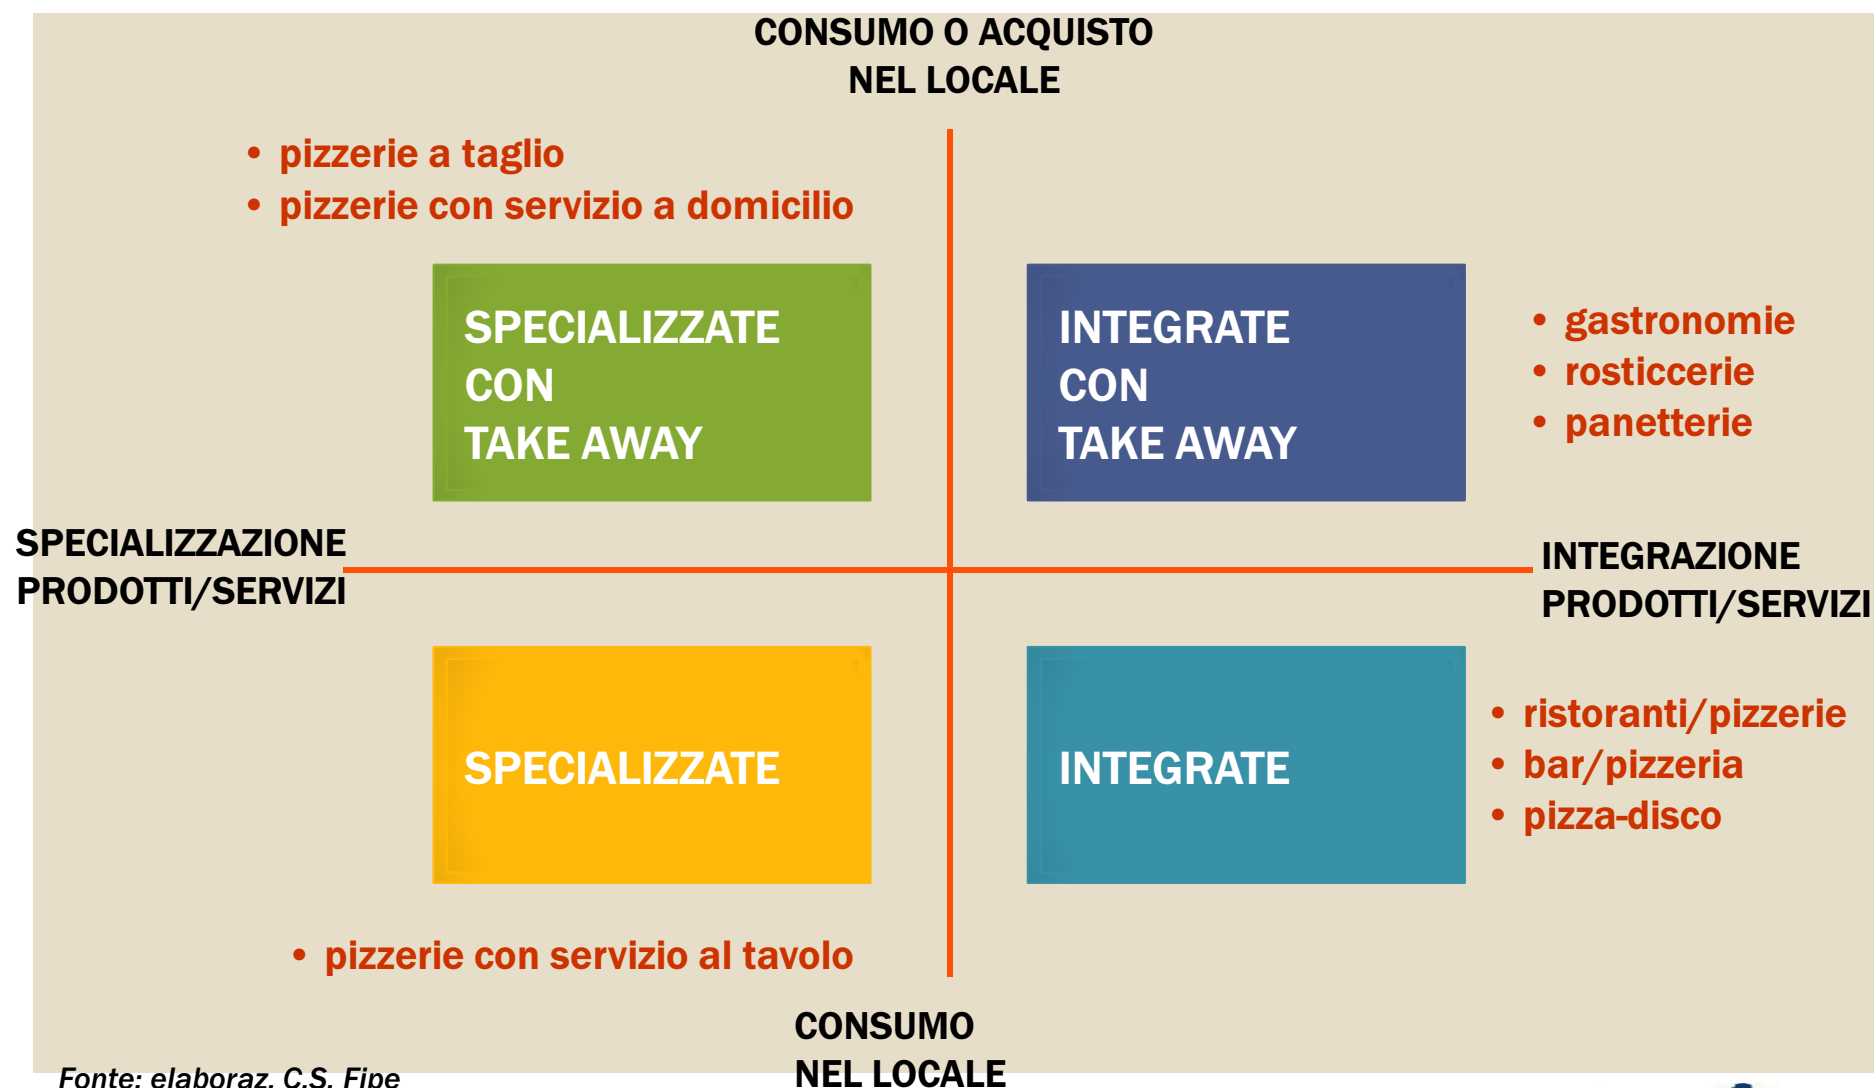 CONSUMO O ACQUISTO
NEL LOCALE
• pizzerie a taglio
• pizzerie con servizio a domicilio
SPECIALIZZATE
CON
TAKE AWAY
INTEGRATE
CON
TAKE AWAY
• gastronomie
• rosticcerie
• panetterie
SPECIALIZZAZIONE
PRODOTTI/SERVIZI
INTEGRAZIONE
PRODOTTI/SERVIZI
SPECIALIZZATE
INTEGRATE
• ristoranti/pizzerie
• bar/pizzeria
• pizza-disco
• pizzerie con servizio al tavolo
CONSUMO
NEL LOCALE
Fonte: elaboraz. C.S. Fipe